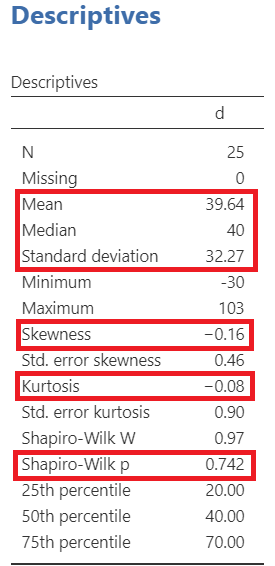 Descriptives
Descriptives
d
N 25
Missing 0
Mean 39.64
Median 40
Standard deviation 32.27
Minimum -30
Maximum 103
Skewness −0.16
Std. error skewness 0.46
Kurtosis −0.08
Std. error kurtosis 0.90
Shapiro-Wilk W 0.97
Shapiro-Wilk p 0.742
25th percentile 20.00
50th percentile 40.00
75th percentile 70.00